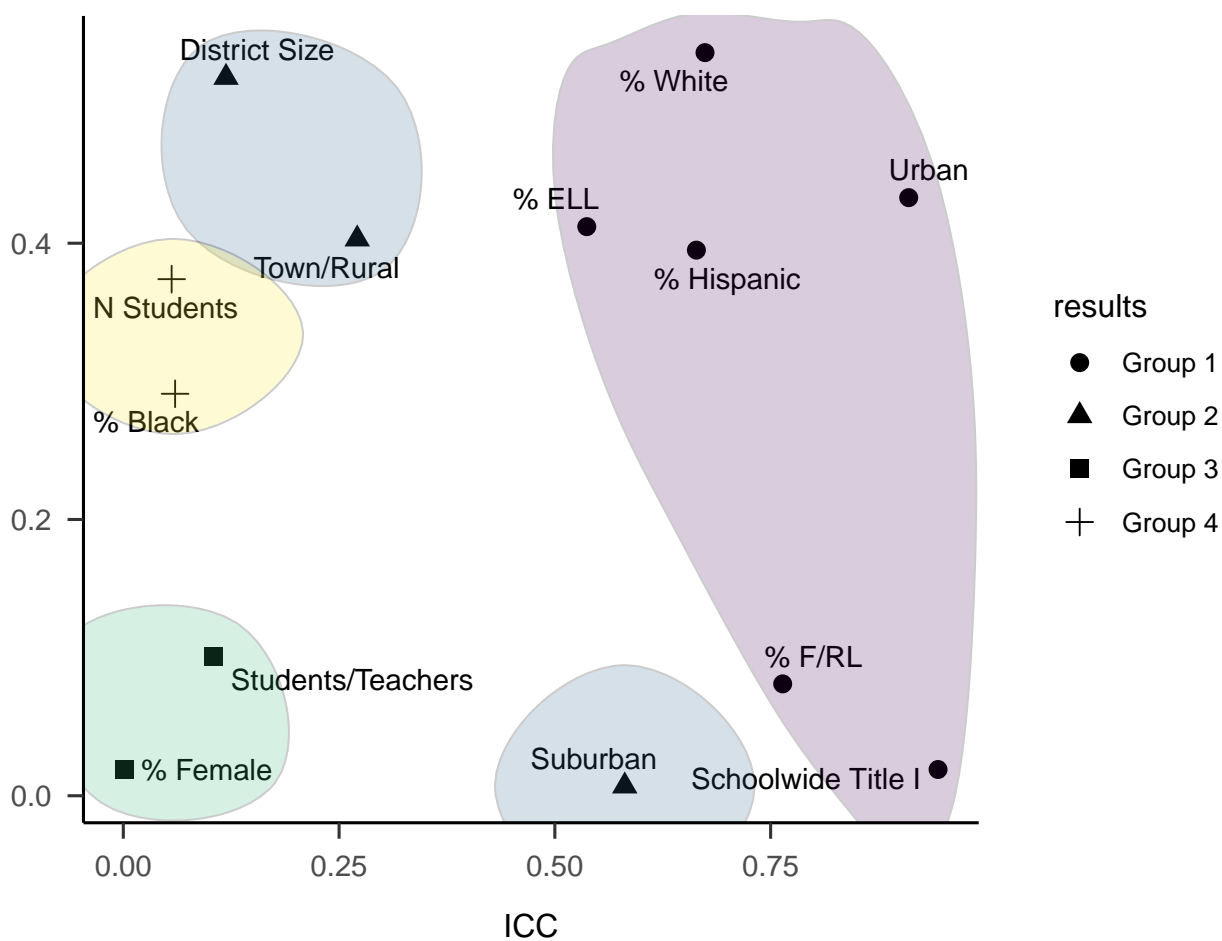 District Size
% White
Urban
% ELL
0.4
Town/Rural
% Hispanic
N Students
results
Group 1
% Black
Group 2
Group 3
0.2
Group 4
% F/RL
Students/Teachers
Suburban
% Female
Schoolwide Title I
0.0
0.00
0.25
0.50
0.75
ICC